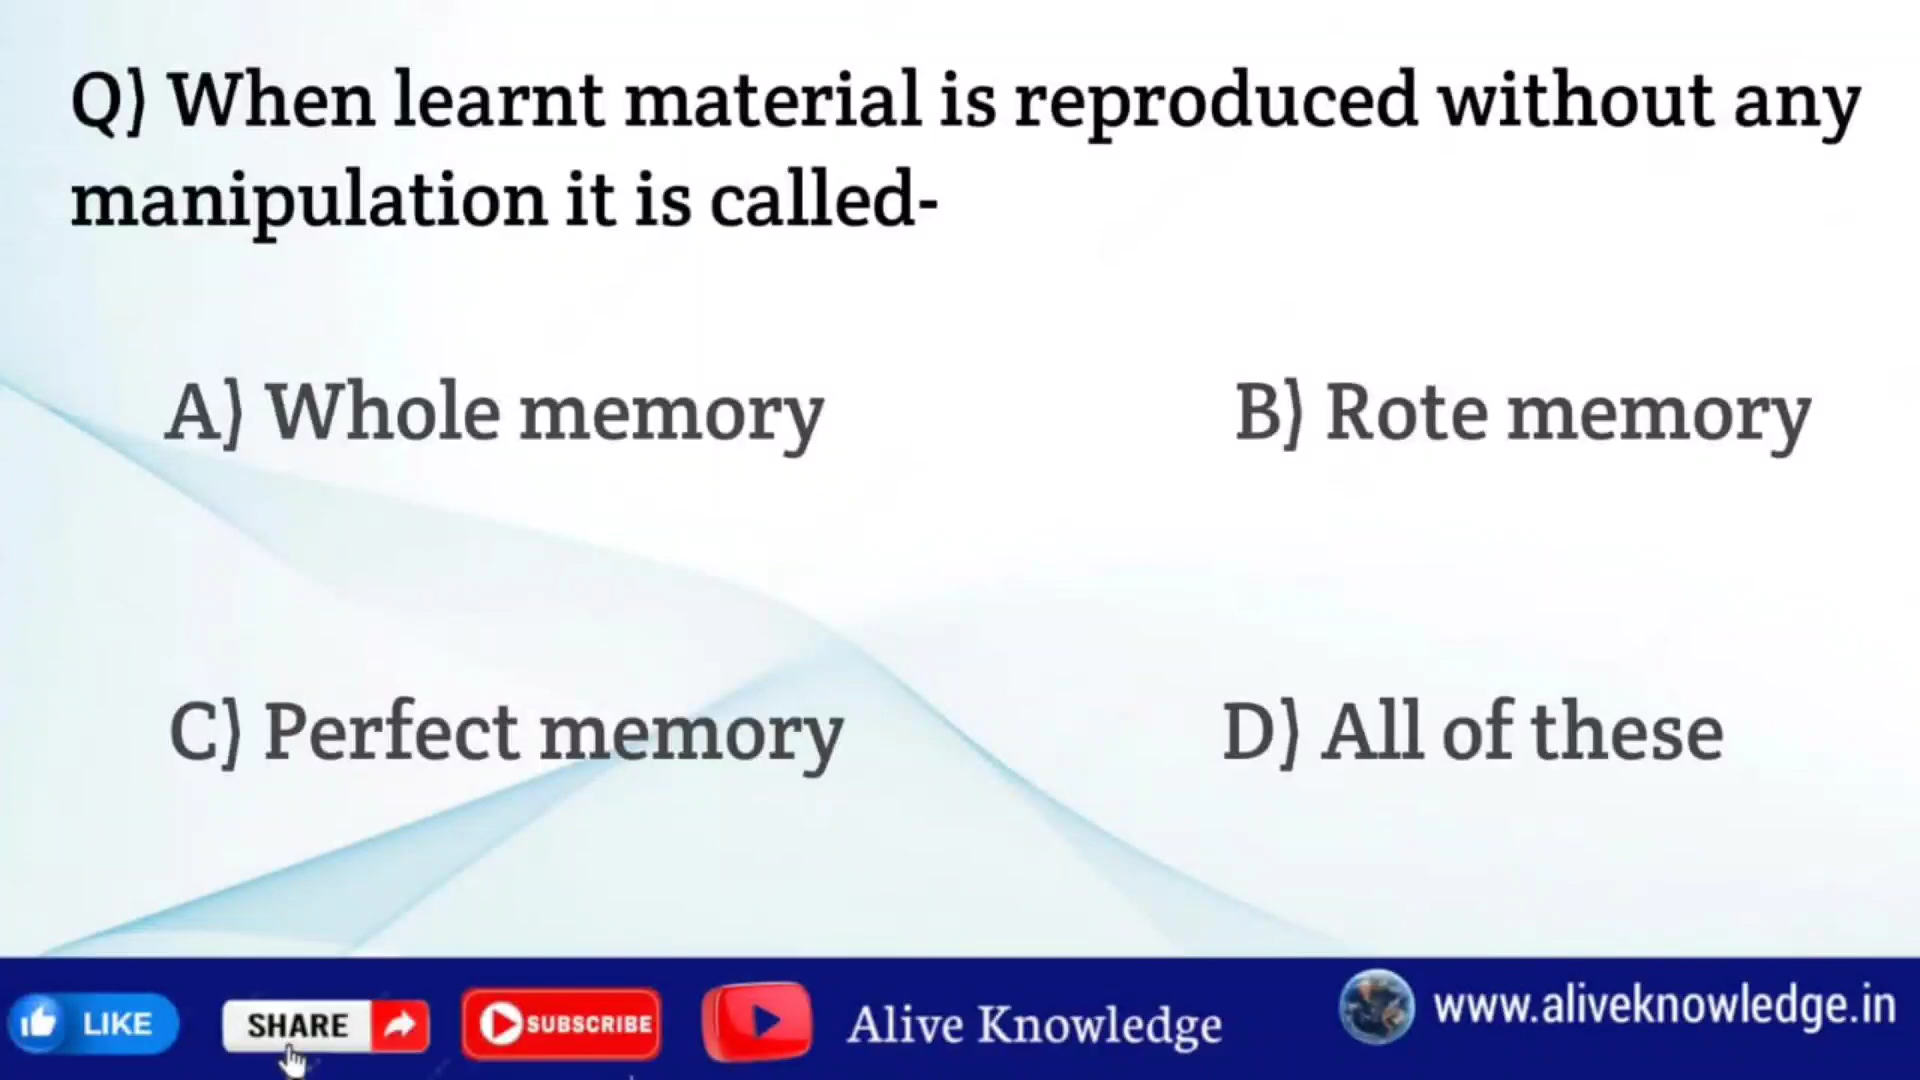 Q) When learnt material is reproduced without any
manipulation it is called-
A) Whole memory
B) Rote memory
C) Perfect memory
D) All of these
LIKE
SHARE
SUBSCRIBE
Alive Knowledge
www.aliveknowledge.in